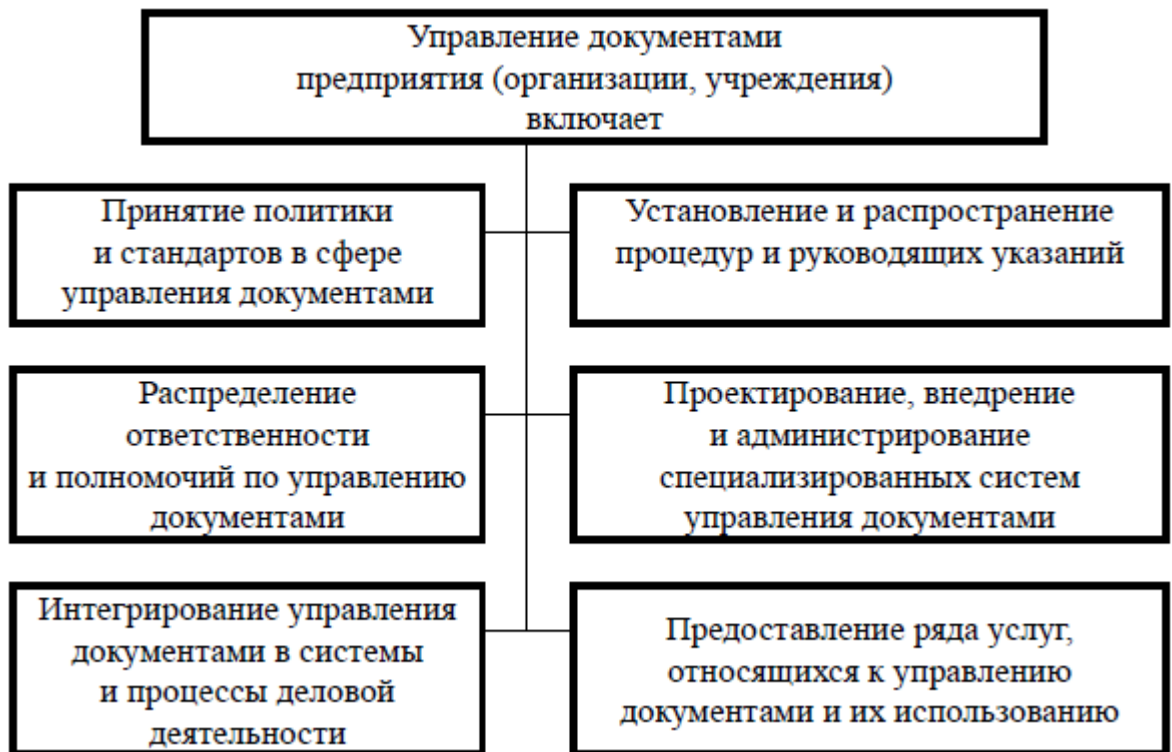 Управление документами
предприятия (организации, учреждения)
включает
Принятие политики
и стандартов в сфере
управления документами
Установление и распространение
процедур и руководящих указаний
Распределение
ответственности
и полномочий по управлению
документами
Проектирование, внедрение
и администрирование
специализированных систем
управления документами
Интегрирование управления
документами в системы
и процессы деловой
деятельности
Предоставление ряда услуг,
относящихся к управлению
документами и их использованию